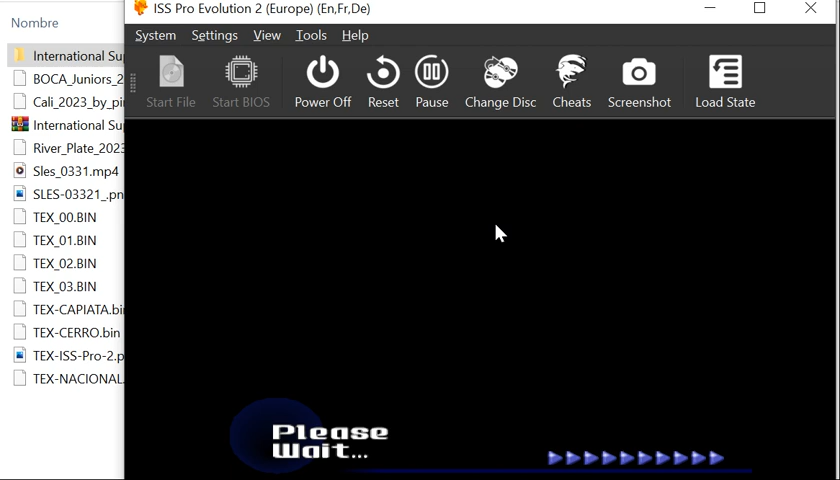 Nombre
International Su
BOCA_Juniors_2
Cali_2023_by_pi
International Su
River_Plate_2023
Sles_0331.mp4
SLES-03321_.pn
TEX_00.BIN
TEX_01.BIN
TEX_02.BIN
TEX_03.BIN
TEX-CAPIATA.bi
TEX-CERRO.bin
TEX-ISS-Pro-2.p
TEX-NACIONAL.
ISS Pro Evolution 2 (Europe) (En,Fr,De)
System Settings View Tools Help
Start File Start BIOS Power Off Reset Pause Change Disc Cheats Screenshot Load State
Please
Wait...